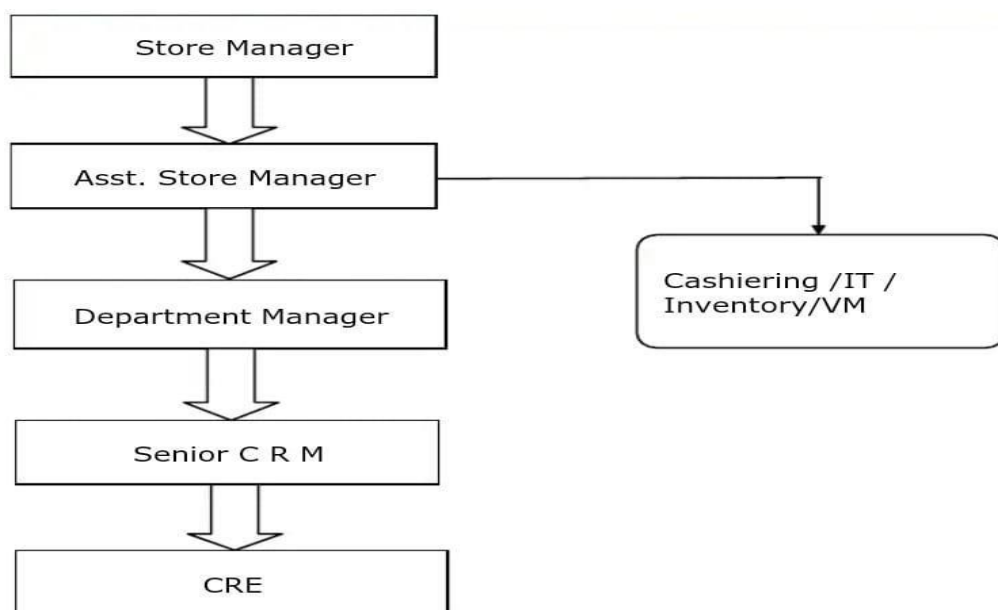 Store Manager
Asst. Store Manager
Cashiering /IT /
Inventory/VM
Department Manager
Senior C R M
CRE